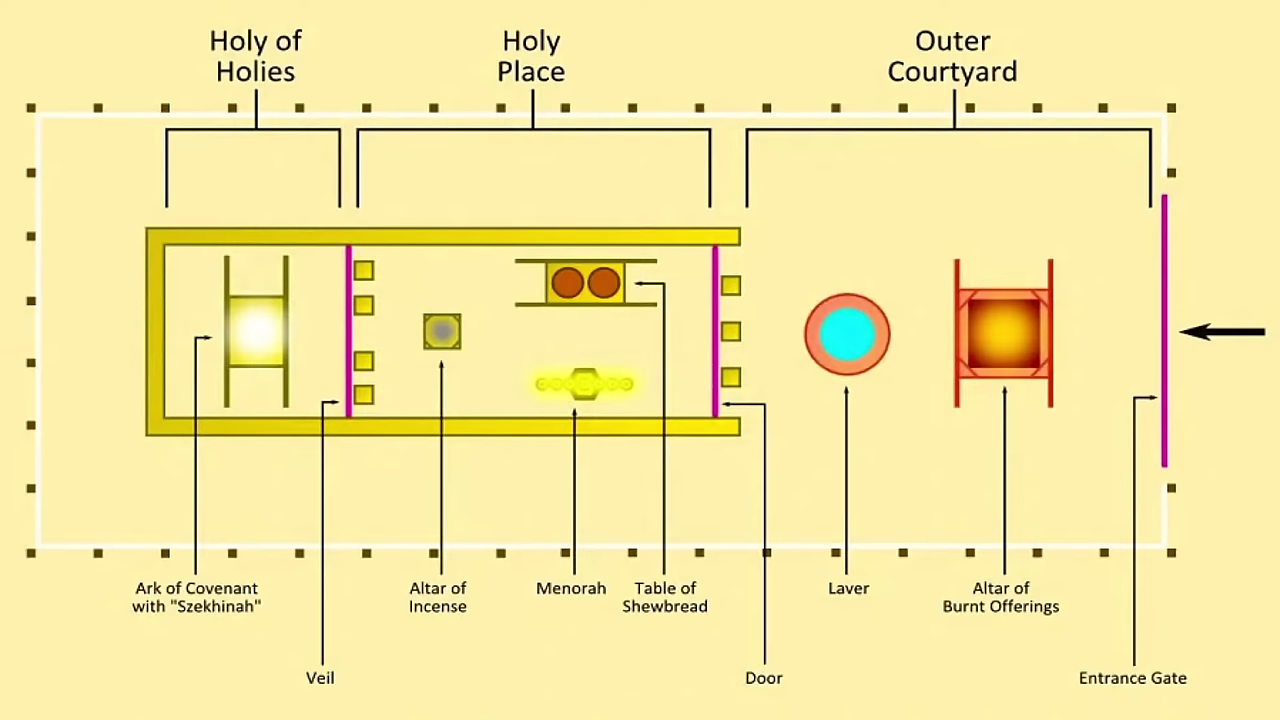 Holy of
Holies
Holy
Place
Outer
Courtyard
Ark of Covenant
with "Szekhinah"
Altar of
Incense
Menorah
Table of
Shewbread
Laver
Altar of
Burnt Offerings
Veil
Door
Entrance Gate